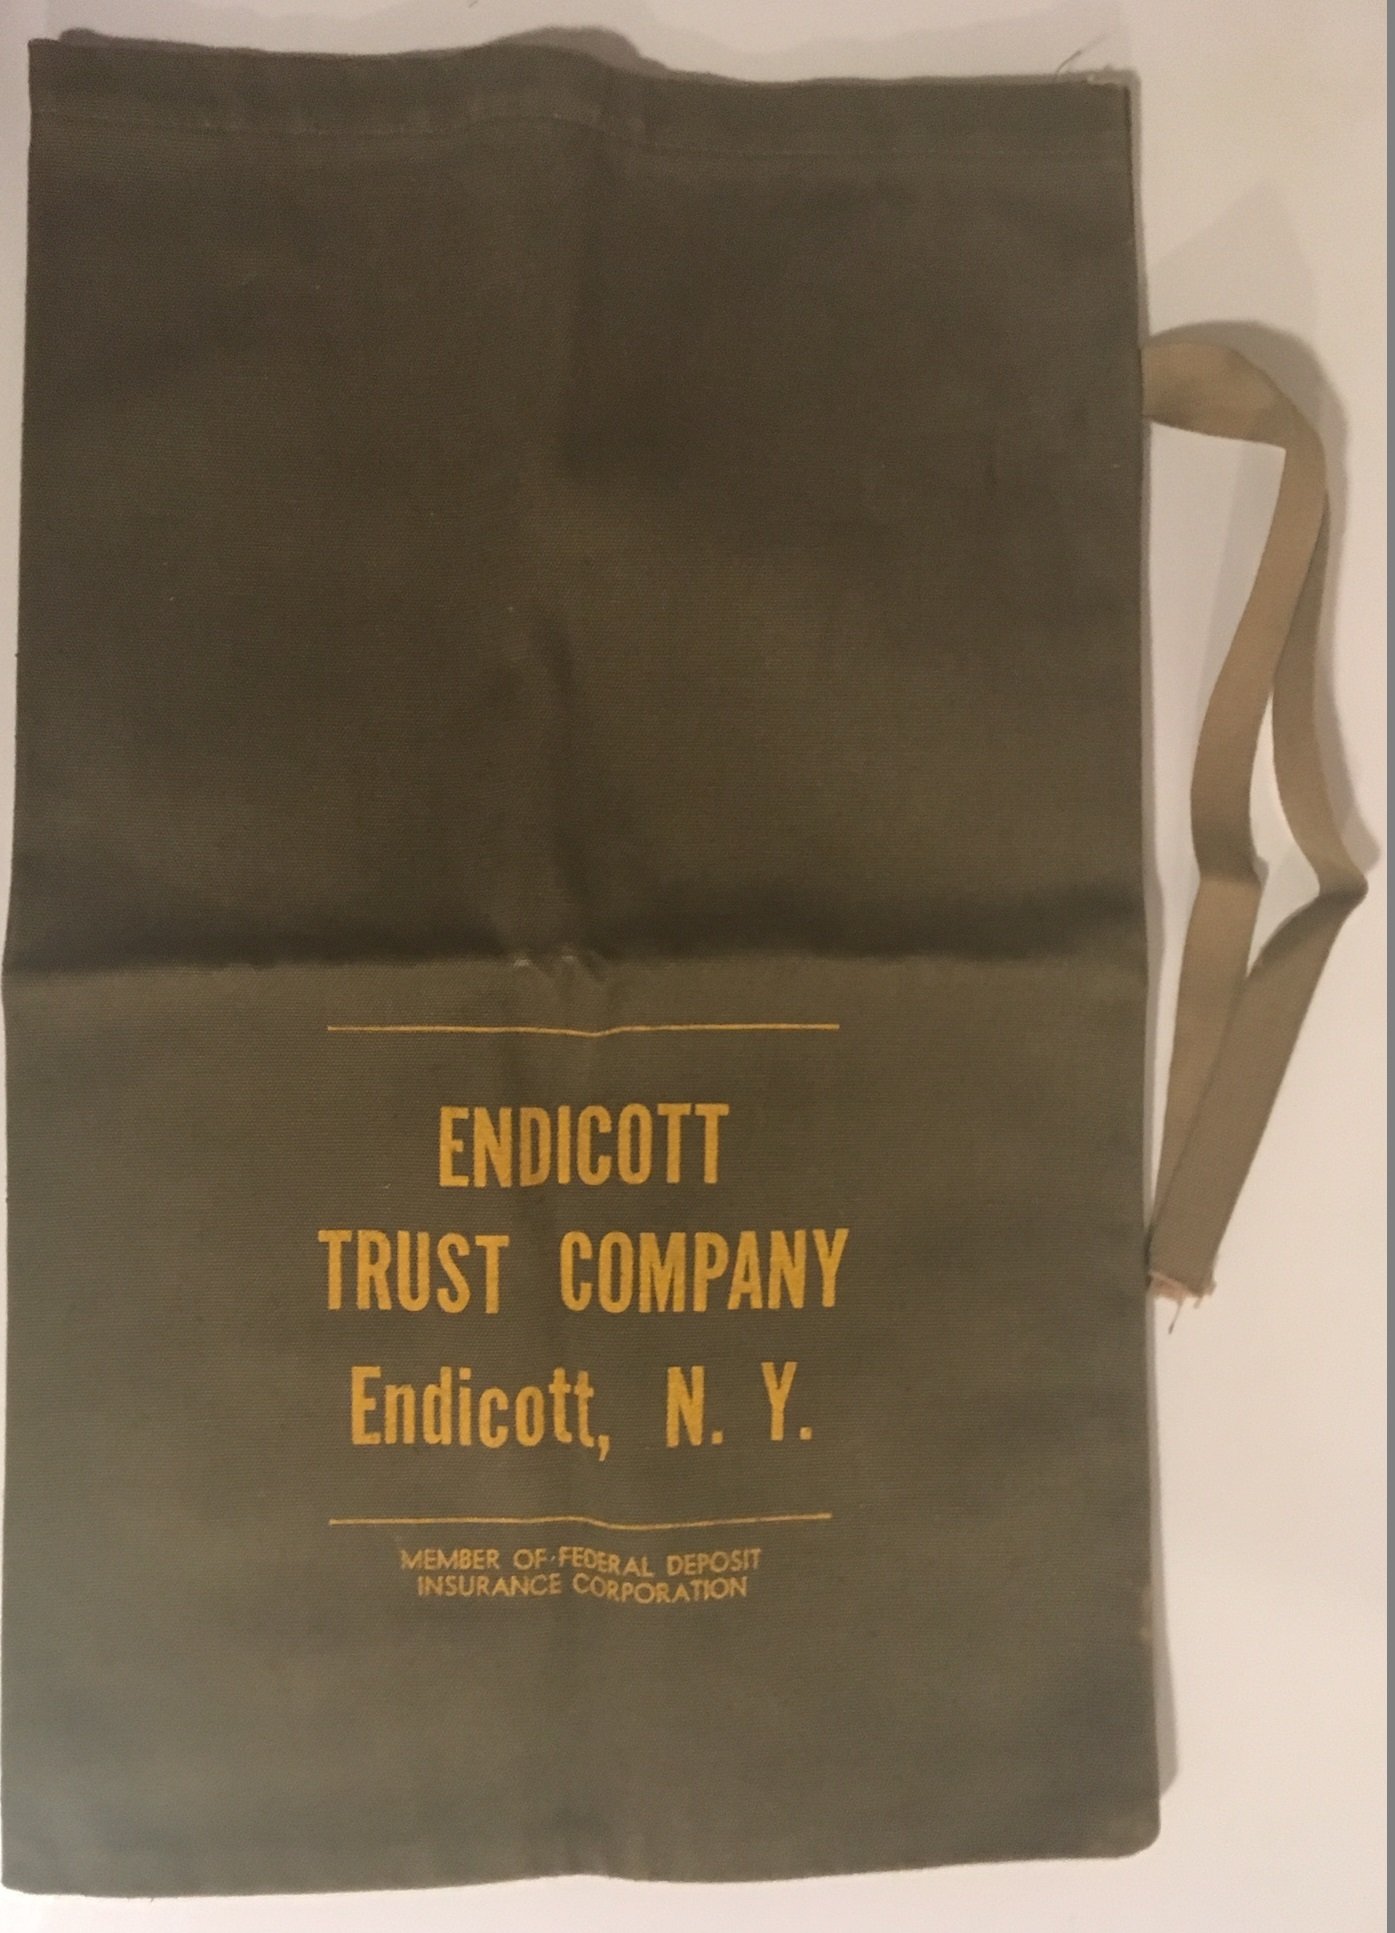 ENDICOTT
TRUST COMPANY
Endicott, N. Y.
MEMBER OF FEDERAL DEPOSIT
INSURANCE CORPORATION